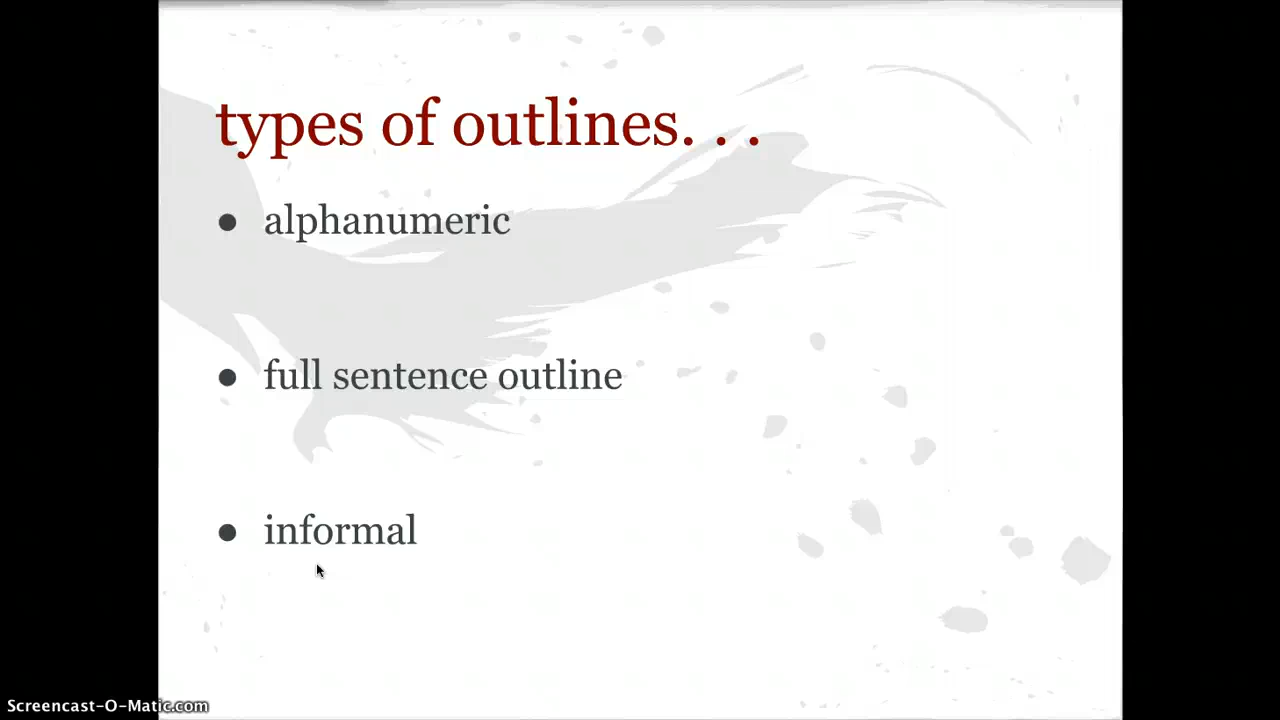 types of outlines. . .
● alphanumeric
● full sentence outline
● informal
Screencast-O-Matic.com